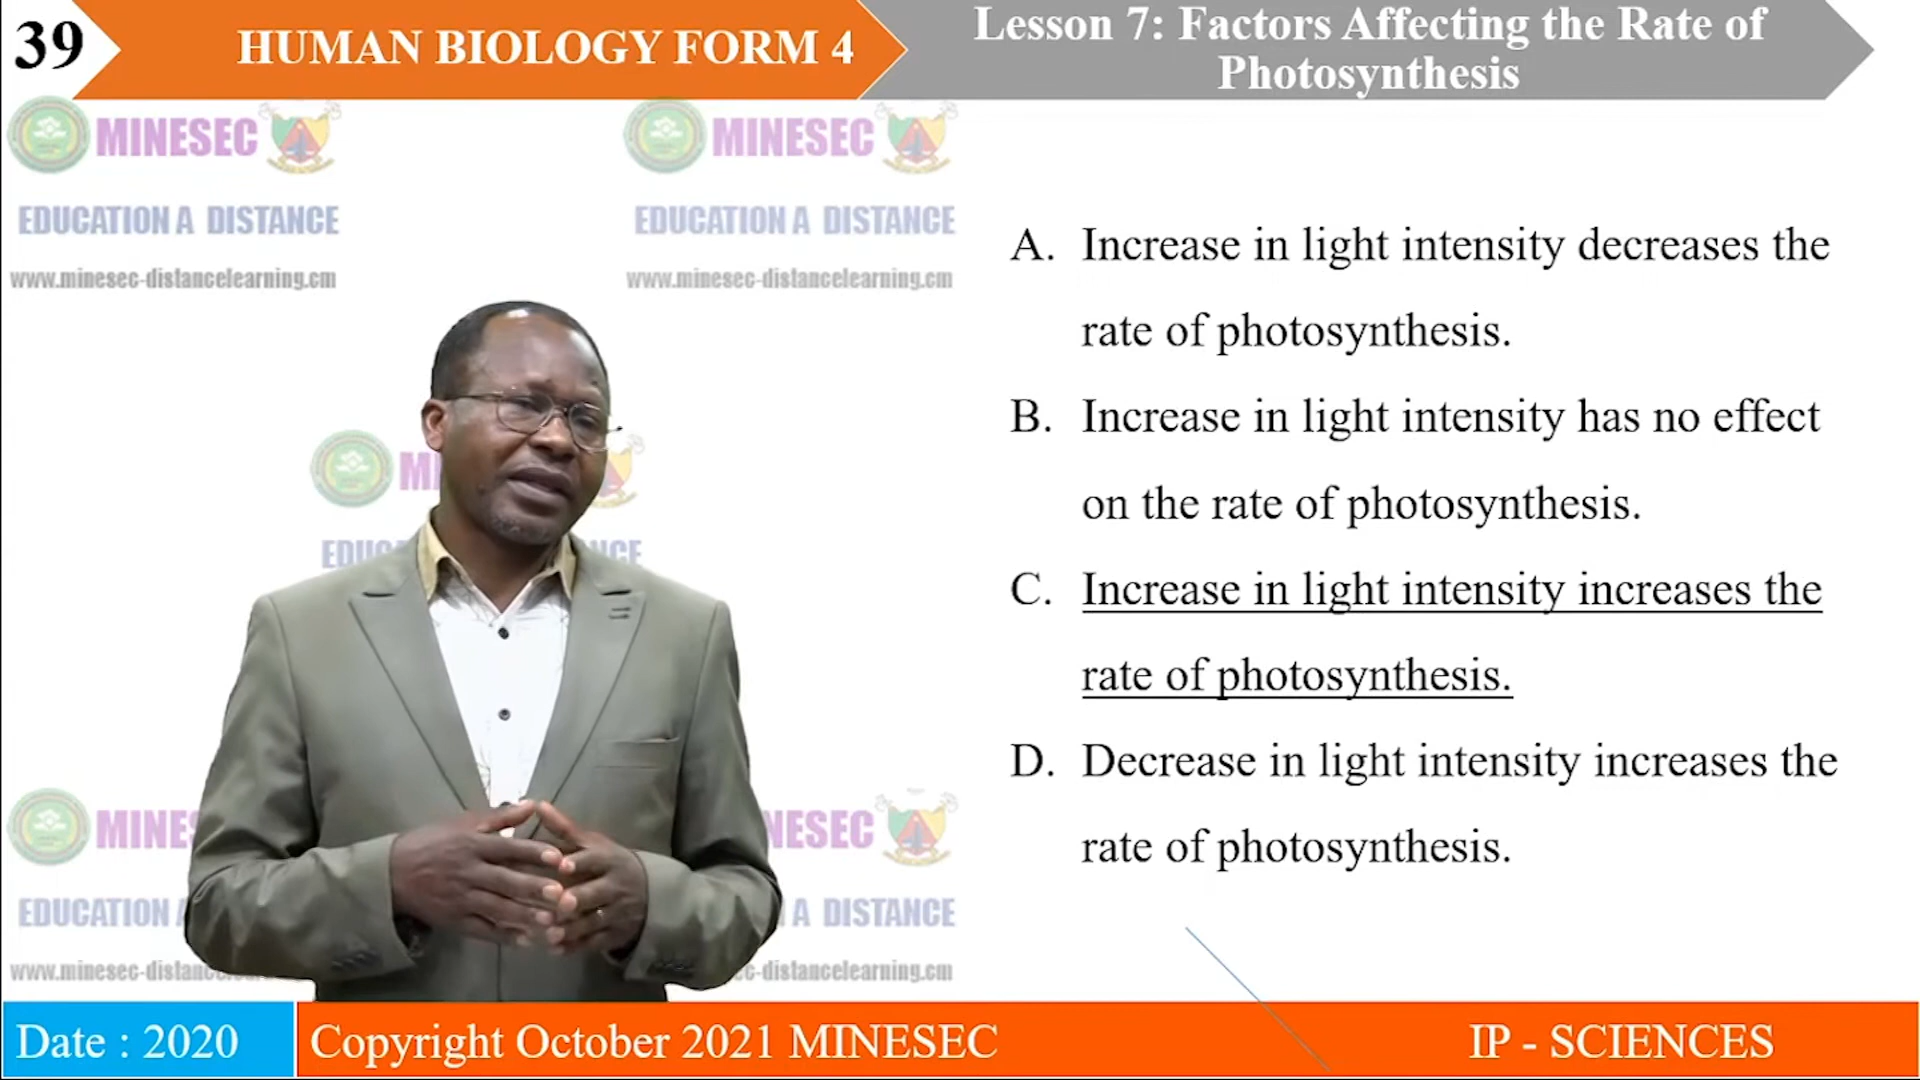 39
HUMAN BIOLOGY FORM 4
Lesson 7: Factors Affecting the Rate of
Photosynthesis
MINESEC
EDUCATION A DISTANCE
www.minesec-distancelearning.cm
MINESEC
EDUCATION A DISTANCE
www.minesec-distancelearning.cm
A. Increase in light intensity decreases the
rate of photosynthesis.
B. Increase in light intensity has no effect
on the rate of photosynthesis.
C. Increase in light intensity increases the
rate of photosynthesis.
D. Decrease in light intensity increases the
rate of photosynthesis.
Date : 2020
Copyright October 2021 MINESEC
IP - SCIENCES